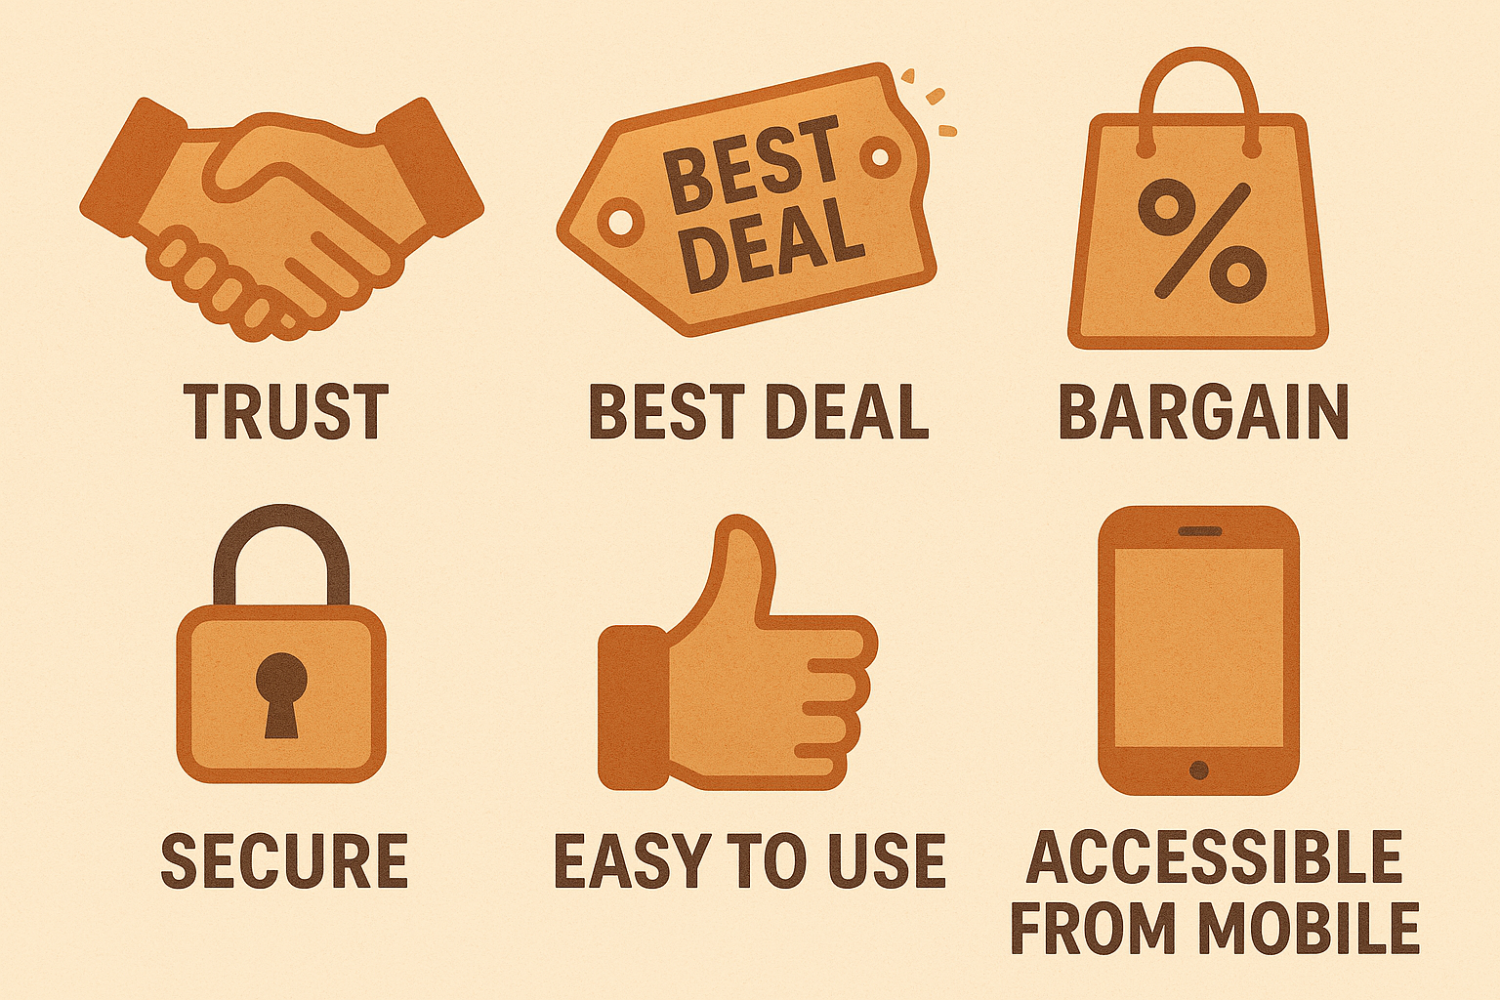 BEST
DEAL
%
TRUST
BEST DEAL
BARGAIN
SECURE
EASY TO USE
ACCESSIBLE
FROM MOBILE